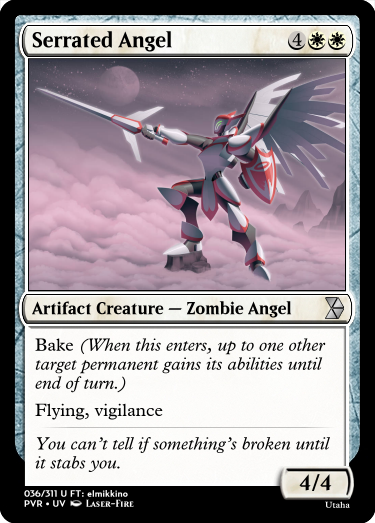 Serrated Angel 4
Artifact Creature — Zombie Angel
Bake (When this enters, up to one other
target permanent gains its abilities until
end of turn.)
Flying, vigilance
You can't tell if something's broken until
it stabs you.
4/4
036/311 U FT: elmikkino
PVR • UV Laser-Fire
Utaha